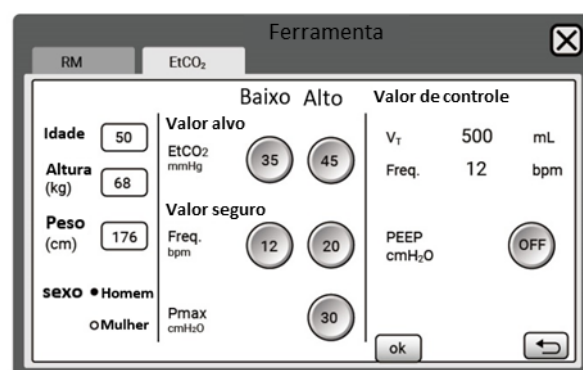 Ferramenta
RM
EtCO₂
Baixo Alto
Valor de controle
Idade 50
Altura
(kg) 68
Peso
(cm) 176
sexo Homem
Mulher
Valor alvo
EtCO2
mmHg
35
45
Valor seguro
Freq.
bpm
12
20
Pmax
cmH₂O
30
V_T 500 mL
Freq. 12 bpm
PEEP
cmH₂O
OFF
ok